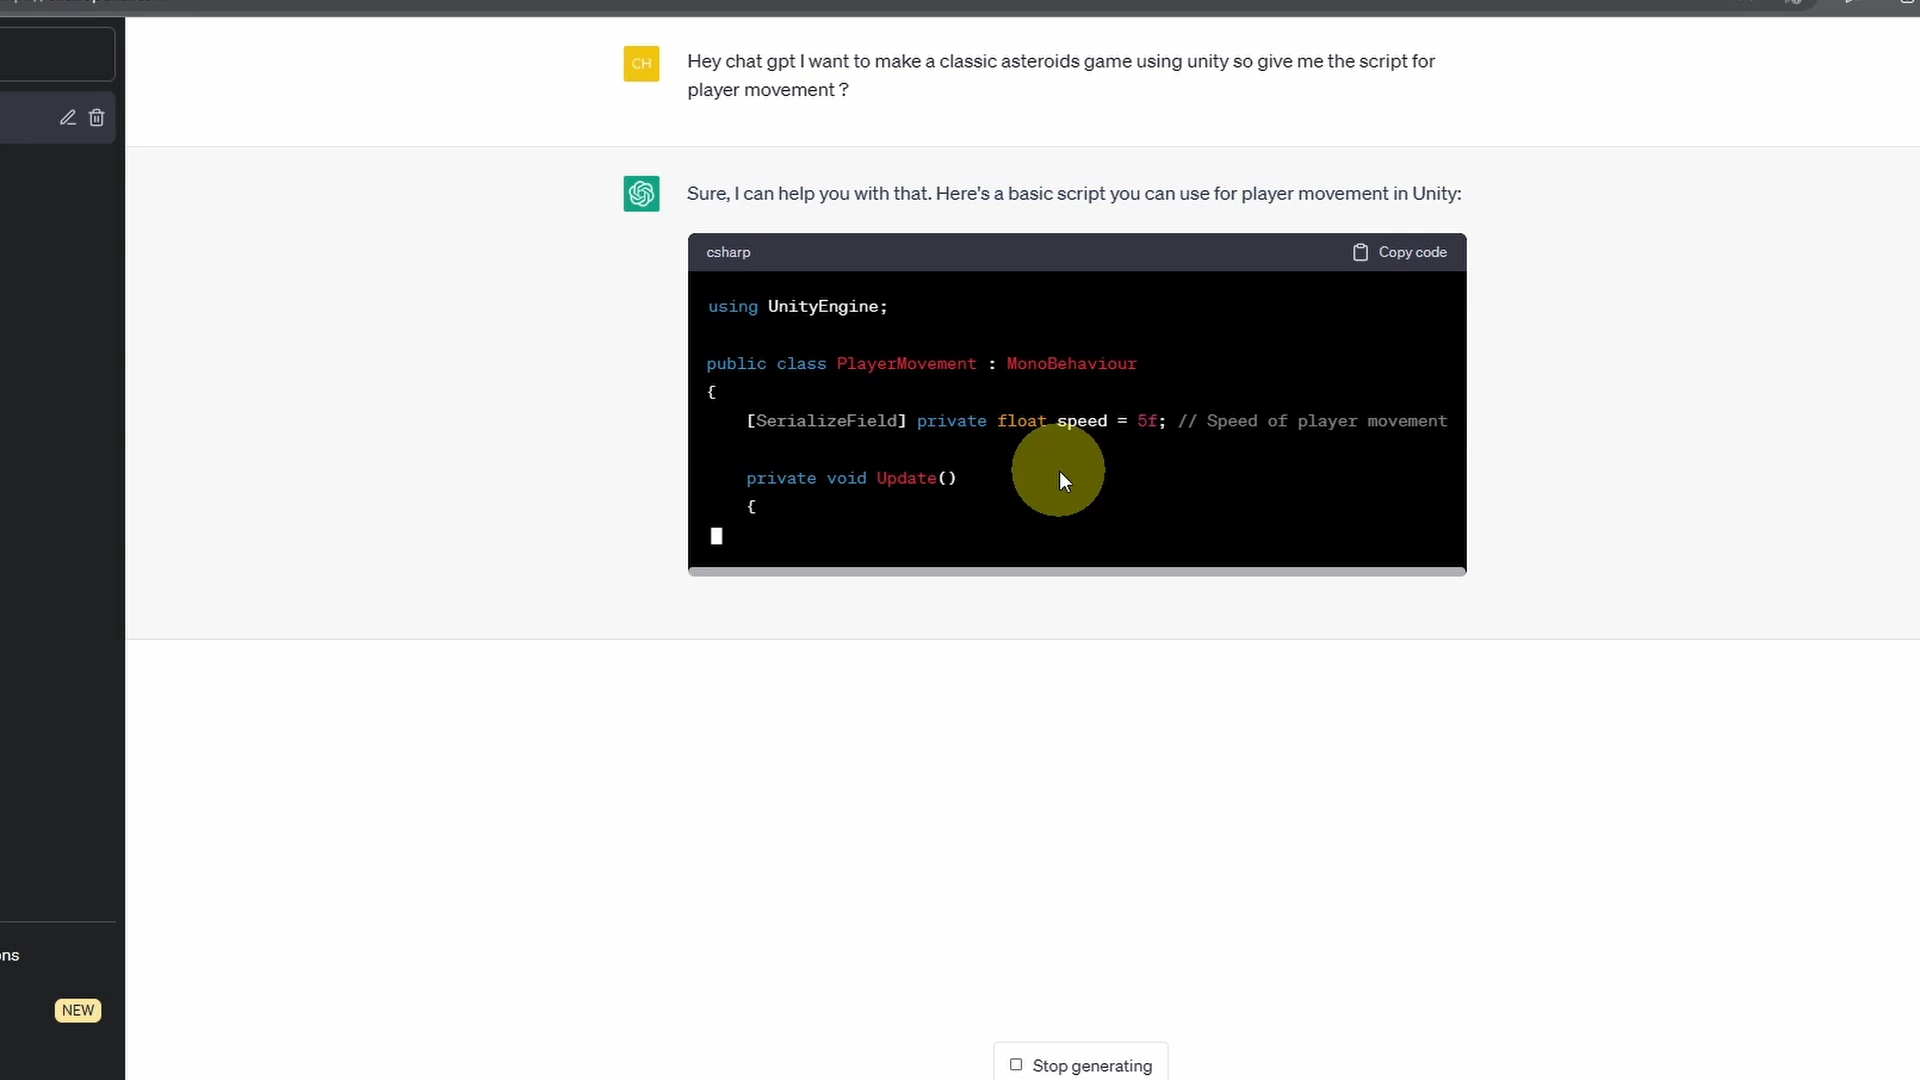 CH
Hey chat gpt I want to make a classic asteroids game using unity so give me the script for
player movement ?
Sure, I can help you with that. Here's a basic script you can use for player movement in Unity:
csharp
Copy code
using UnityEngine;
public class PlayerMovement : MonoBehaviour
{
[SerializeField] private float speed = 5f; // Speed of player movement
private void Update()
{
ons
NEW
Stop generating